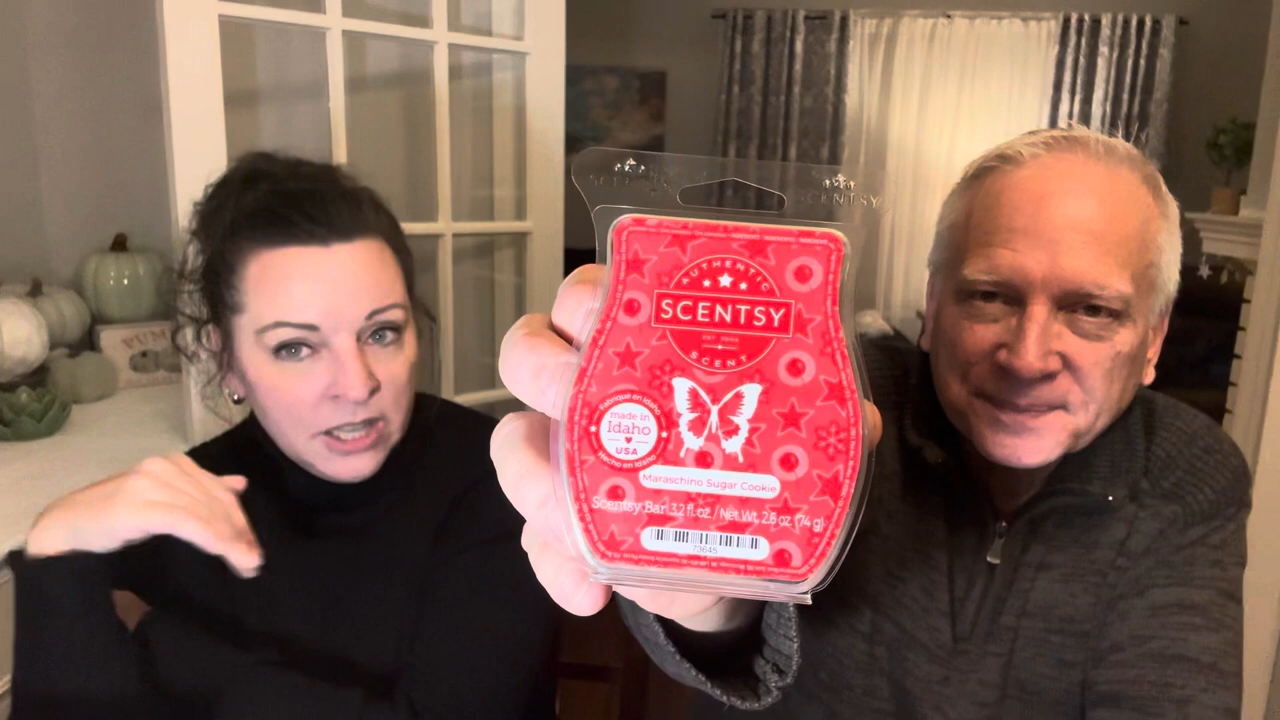 SCENTSY
AUTHENTIC
SCENTSY
SCENT
Fabriqué en Idaho
made in
Idaho
USA
Hecho en Idaho
Maraschino Sugar Cookie
Scentsy Bar 3.2 fl. oz. / Net Wt. 2.6 oz. (74 g)
73645
PUM